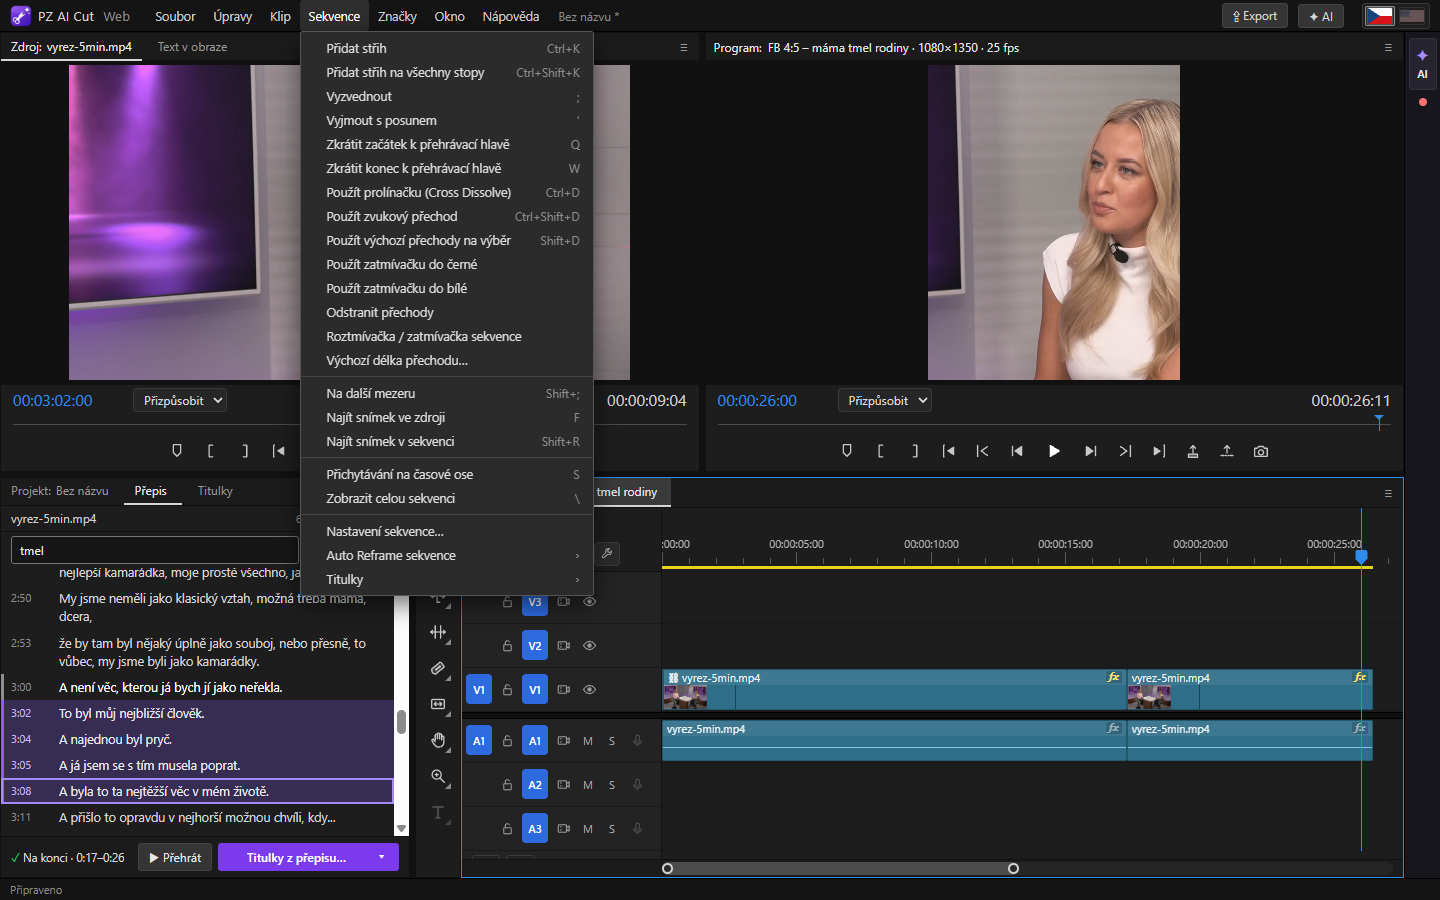 PZ AI Cut Web
Soubor
Úpravy
Klip
Sekvence
Značky
Okno
Nápověda
Bez názvu *
Export
AI
Zdroj: vyrez-5min.mp4
Text v obraze
Program: FB 4:5 – máma tmel rodiny · 1080×1350 · 25 fps
AI
Přidat střih Ctrl+K
Přidat střih na všechny stopy Ctrl+Shift+K
Vyzvednout ;
Vyjmout s posunem '
Zkrátit začátek k přehrávací hlavě Q
Zkrátit konec k přehrávací hlavě W
Použít prolínačku (Cross Dissolve) Ctrl+D
Použít zvukový přechod Ctrl+Shift+D
Použít výchozí přechody na výběr Shift+D
Použít zatmívačku do černé
Použít zatmívačku do bílé
Odstranit přechody
Roztmívačka / zatmívačka sekvence
Výchozí délka přechodu...
Na další mezeru Shift+;
Najít snímek ve zdroji F
Najít snímek v sekvenci Shift+R
Přichytávání na časové ose S
Zobrazit celou sekvenci \
Nastavení sekvence...
Auto Reframe sekvence ›
Titulky ›
00:03:02:00
Přizpůsobit
00:00:09:04
00:00:26:00
Přizpůsobit
00:00:26:11
Projekt: Bez názvu
Přepis
Titulky
vyrez-5min.mp4
tmel
nejlepší kamarádka, moje prostě všechno, ja
2:50 My jsme neměli jako klasický vztah, možná třeba máma,
dcera,
2:53 že by tam byl nějaký úplně jako souboj, nebo přesně, to
vůbec, my jsme byli jako kamarádky.
3:00 A není věc, kterou já bych jí jako neřekla.
3:02 To byl můj nejbližší člověk.
3:04 A najednou byl pryč.
3:05 A já jsem se s tím musela poprat.
3:08 A byla to ta nejtěžší věc v mém životě.
3:11 A přišlo to opravdu v nejhorší možnou chvíli, kdy...
✓ Na konci · 0:17–0:26
▶ Přehrát
Titulky z přepisu...
tmel rodiny
:00:00
00:00:05:00
00:00:10:00
00:00:15:00
00:00:20:00
00:00:25:00
V3
V2
V1 V1
vyrez-5min.mp4 fx
vyrez-5min.mp4 fx
A1 A1 M S
vyrez-5min.mp4 fx
vyrez-5min.mp4 fx
A2 M S
A3 M S
Připraveno